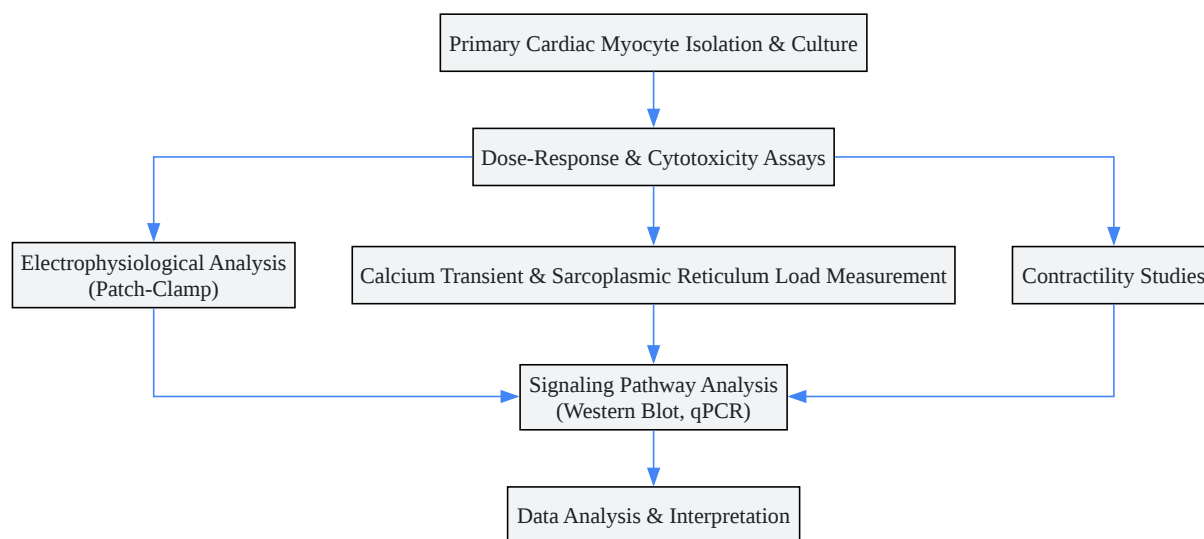 Primary Cardiac Myocyte Isolation & Culture
Dose-Response & Cytotoxicity Assays
Electrophysiological Analysis
(Patch-Clamp)
Calcium Transient & Sarcoplasmic Reticulum Load Measurement
Contractility Studies
Signaling Pathway Analysis
(Western Blot, qPCR)
Data Analysis & Interpretation